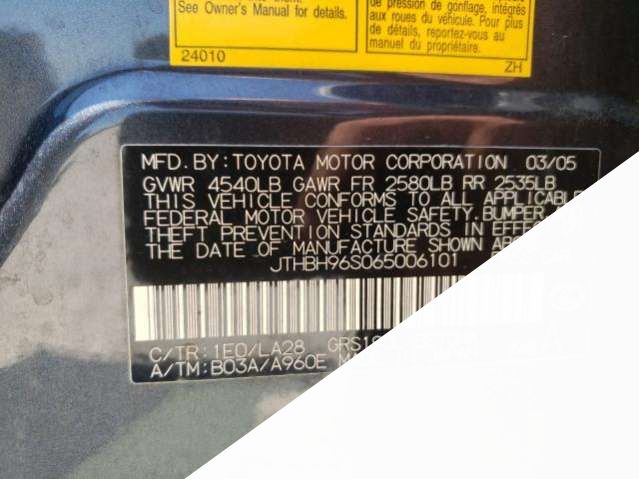 See Owner's Manual for details.
24010
pression de gonflage, intégrés
aux roues du véhicule. Pour plus
de détails, reportez-vous au
manuel du propriétaire.
ZH
MFD. BY: TOYOTA MOTOR CORPORATION 03/05
GVWR 4540LB GAWR FR 2580LB RR 2535LB
THIS VEHICLE CONFORMS TO ALL APPLICABLE
FEDERAL MOTOR VEHICLE SAFETY, BUMPER,
THEFT PREVENTION STANDARDS IN EFFECT
THE DATE OF MANUFACTURE SHOWN
JTHBH96S065006101
C/TR: 1E0/LA28
A/TM: B03A/A960E